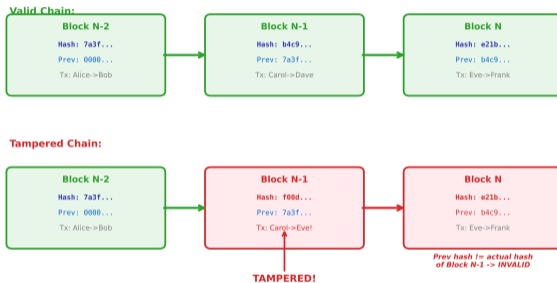 Valid Chain:
Block N-2
Hash: 7a3f...
Prev: 0000...
Tx: Alice->Bob
Block N-1
Hash: b4c9...
Prev: 7a3f...
Tx: Carol->Dave
Block N
Hash: e21b...
Prev: b4c9...
Tx: Eve->Frank
Tampered Chain:
Block N-2
Hash: 7a3f...
Prev: 0000...
Tx: Alice->Bob
Block N-1
Hash: f00d...
Prev: 7a3f...
Tx: Carol->Eve!
Block N
Hash: e21b...
Prev: b4c9...
Tx: Eve->Frank
Prev hash != actual hash
of Block N-1 -> INVALID
TAMPERED!